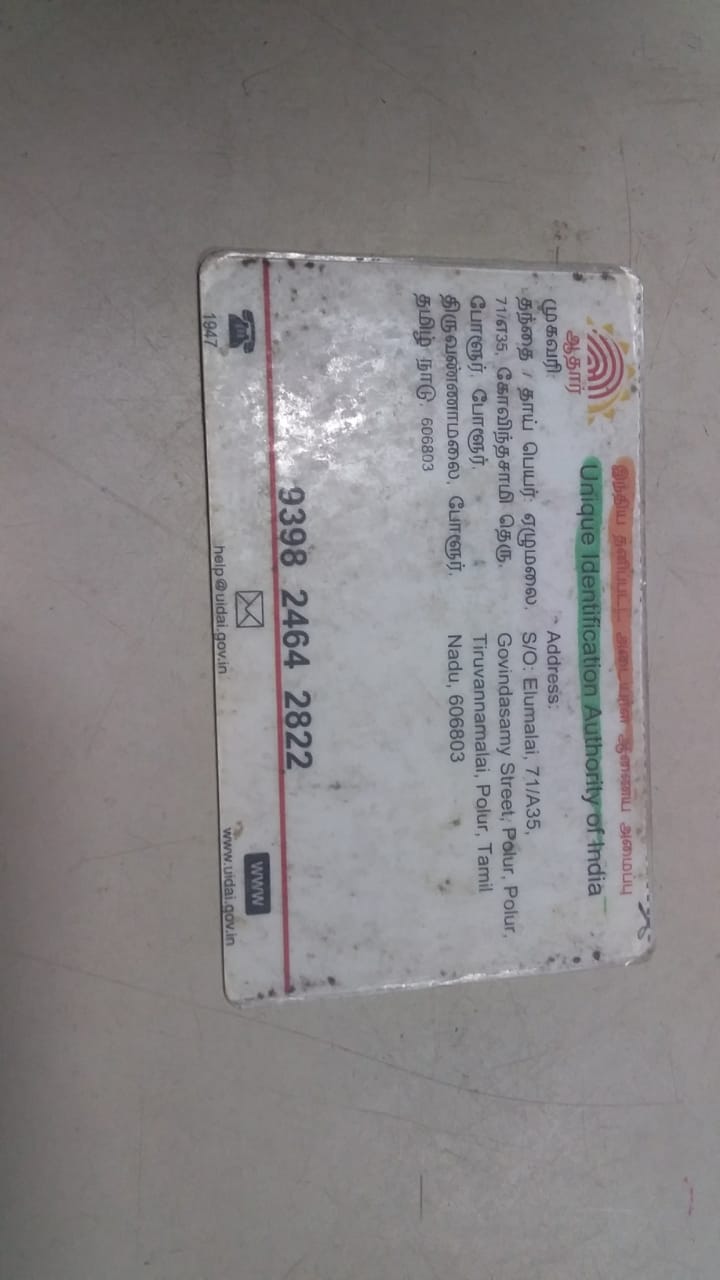 இந்திய தனிப்பட்ட அடையாள ஆணைய அமைப்பு
Unique Identification Authority of India
ஆதார்
முகவரி:
தந்தை / தாய் பெயர்: ஏழுமலை,
71/எ35, கோவிந்தசாமி தெரு,
போளூர், போளூர்,
திருவண்ணாமலை, போளூர்,
தமிழ் நாடு, 606803
Address:
S/O: Elumalai, 71/A35,
Govindasamy Street, Polur, Polur,
Tiruvannamalai, Polur, Tamil
Nadu, 606803
9398 2464 2822
1947
help@uidai.gov.in
www
www.uidai.gov.in